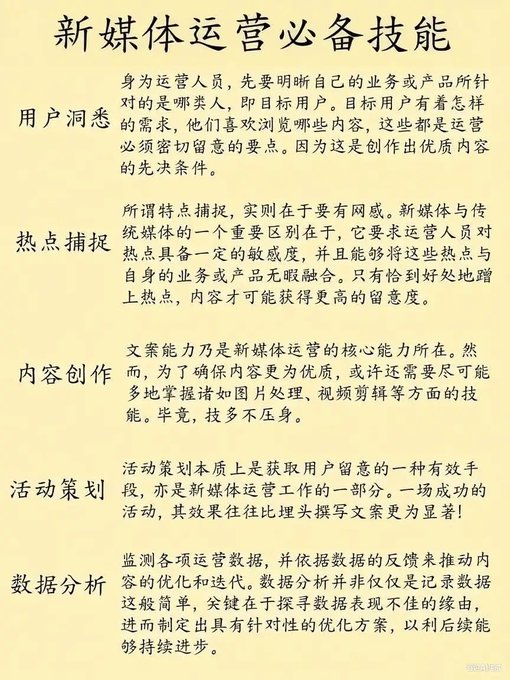 新媒体运营必备技能
用户洞悉
身为运营人员，先要明晰自己的业务或产品所针
对的是哪类人，即目标用户。目标用户有着怎样
的需求，他们喜欢浏览哪些内容，这些都是运营
必须密切留意的要点。因为这是创作出优质内容
的先决条件。
热点捕捉
所谓特点捕捉，实则在于要有网感。新媒体与传
统媒体的一个重要区别在于，它要求运营人员对
热点具备一定的敏感度，并且能够将这些热点与
自身的业务或产品无暇融合。只有恰到好处地蹭
上热点，内容才可能获得更高的留意度。
内容创作
文案能力乃是新媒体运营的核心能力所在。然
而，为了确保内容更为优质，或许还需要尽可能
多地掌握诸如图片处理、视频剪辑等方面的技
能。毕竟，技多不压身。
活动策划
活动策划本质上是获取用户留意的一种有效手
段，亦是新媒体运营工作的一部分。一场成功的
活动，其效果往往比埋头撰写文案更为显著！
数据分析
监测各项运营数据，并依据数据的反馈来推动内
容的优化和迭代。数据分析并非仅仅是记录数据
这般简单，关键在于探寻数据表现不佳的缘由，
进而制定出具有针对性的优化方案，以利后续能
够持续进步。